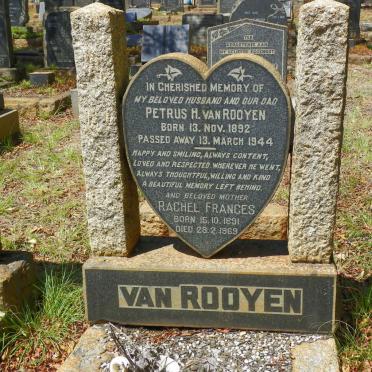 IN CHERISHED MEMORY OF
MY BELOVED HUSBAND AND OUR DAD
PETRUS H. VAN ROOYEN
BORN 13. NOV. 1892
PASSED AWAY 13. MARCH 1944
HAPPY AND SMILING, ALWAYS CONTENT,
LOVED AND RESPECTED. WHEREVER HE WENT,
ALWAYS THOUGHTFUL, WILLING AND KIND
A BEAUTIFUL MEMORY LEFT BEHIND.
AND BELOVED MOTHER
RACHEL FRANCES
BORN 15.10.1891
DIED 28.2.1969
VAN ROOYEN